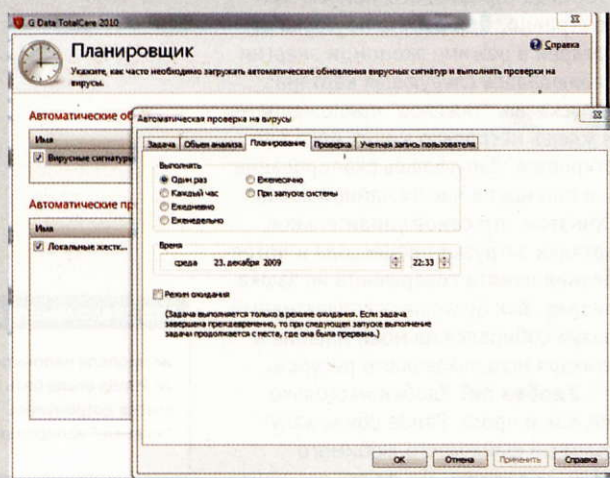 G Data TotalCare 2010
Планировщик
Справка
Укажите, как часто необходимо загружать автоматические обновления вирусных сигнатур и выполнять проверки на
вирусы.
Автоматические об
Имя
Вирусные сигнатуры
Автоматические пр
Имя
Локальные жестк...
Автоматическая проверка на вирусы
Задача Объем анализа Планирование Проверка Учетная запись пользователя
Выполнять
Один раз Ежемесячно
Каждый час При запуске системы
Ежедневно
Еженедельно
Время
среда 23. декабря 2009 22:33
Режим ожидания
(Задача выполняется только в режиме ожидания. Если задача
завершена преждевременно, то при следующем запуске выполнение
задачи продолжается с места, где она была прервана.)
OK Отмена Применить Справка